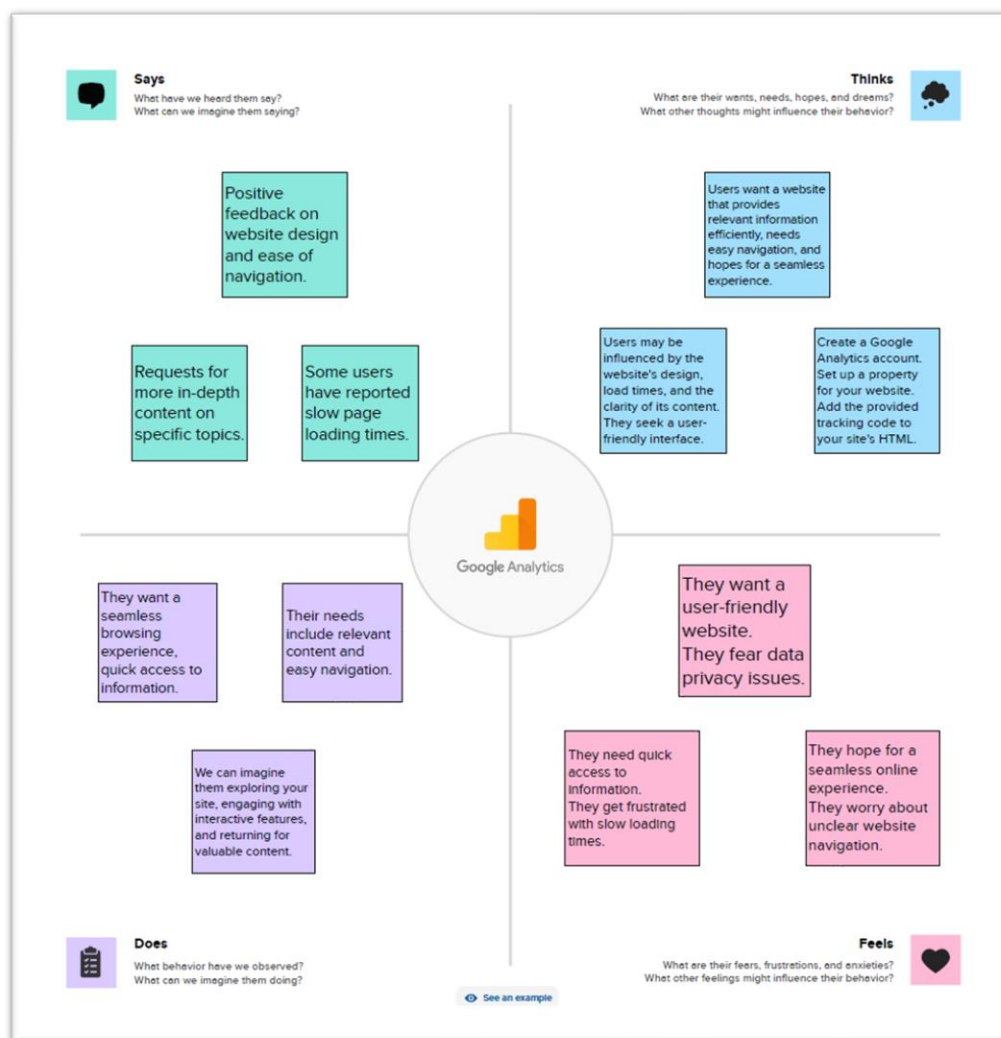 Says
What have we heard them say?
What can we imagine them saying?
Thinks
What are their wants, needs, hopes, and dreams?
What other thoughts might influence their behavior?
Positive
feedback on
website design
and ease of
navigation.
Requests for
more in-depth
content on
specific topics.
Some users
have reported
slow page
loading times.
Users want a website
that provides
relevant information
efficiently, needs
easy navigation, and
hopes for a seamless
experience.
Users may be
influenced by the
website's design,
load times, and the
clarity of its content.
They seek a user-
friendly interface.
Create a Google
Analytics account.
Set up a property
for your website.
Add the provided
tracking code to
your site's HTML.
Google Analytics
They want a
seamless
browsing
experience,
quick access to
information.
Their needs
include relevant
content and
easy navigation.
We can imagine
them exploring your
site, engaging with
interactive features,
and returning for
valuable content.
They want a
user-friendly
website.
They fear data
privacy issues.
They need quick
access to
information.
They get frustrated
with slow loading
times.
They hope for a
seamless online
experience.
They worry about
unclear website
navigation.
Does
What behavior have we observed?
What can we imagine them doing?
Feels
What are their fears, frustrations, and anxieties?
What other feelings might influence their behavior?
See an example